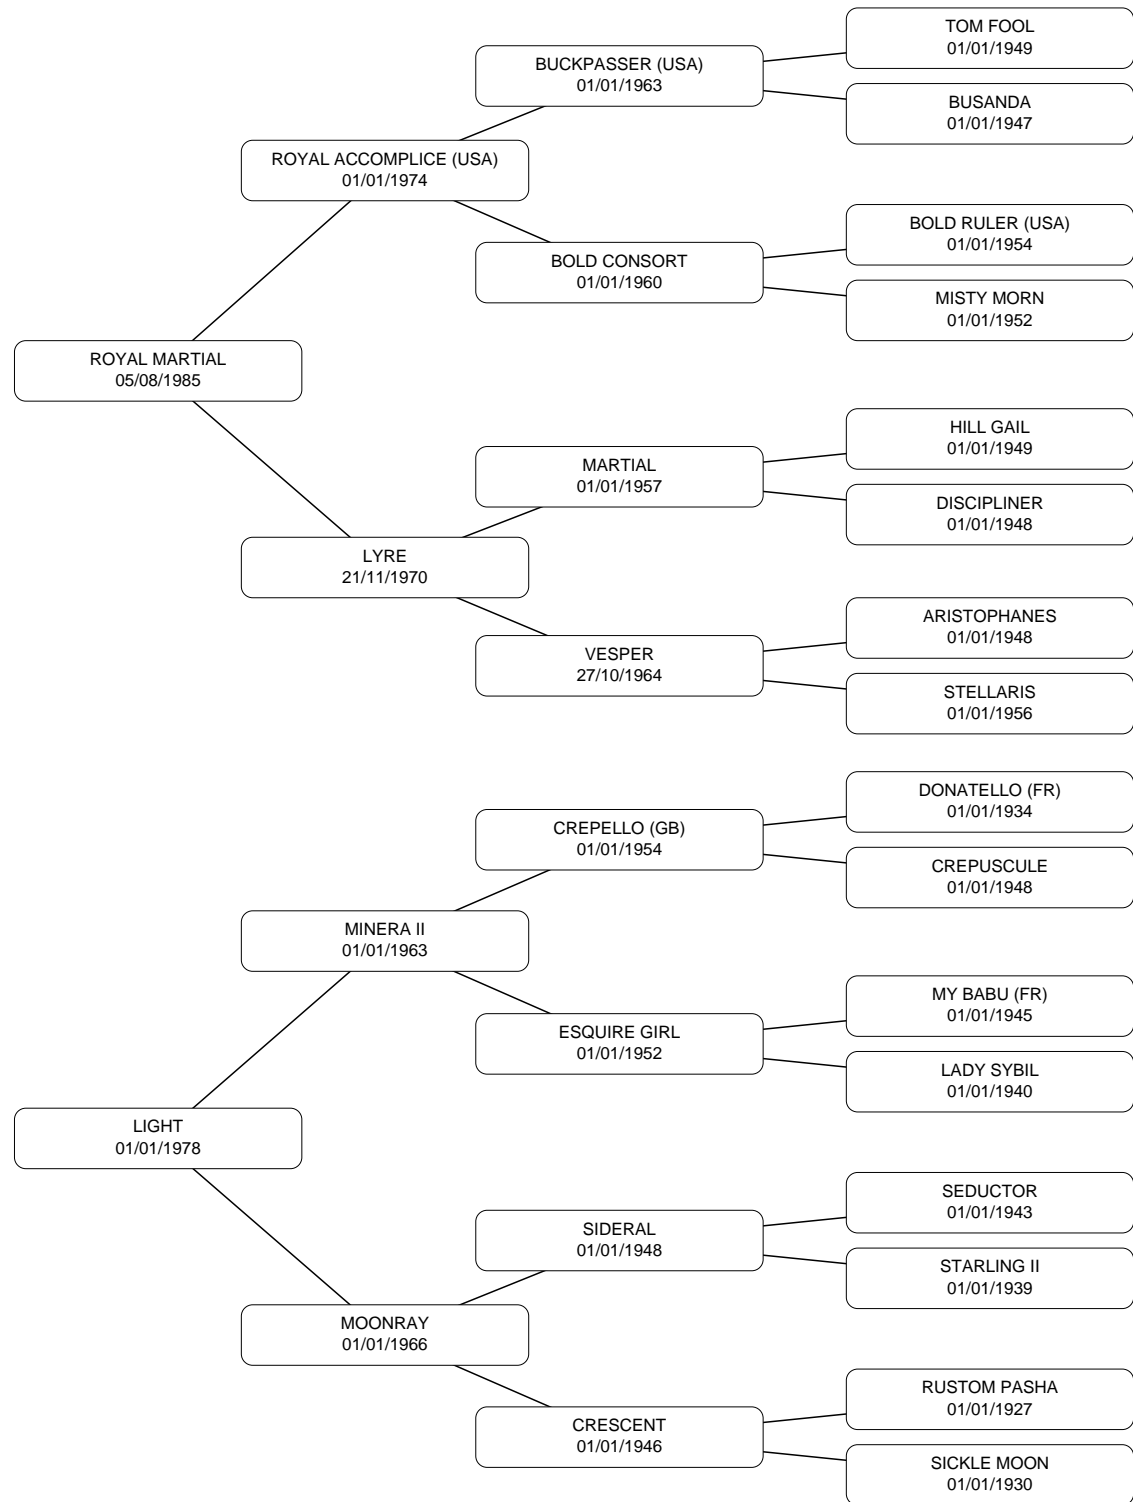 TOM FOOL
01/01/1949
BUCKPASSER (USA)
01/01/1963
BUSANDA
01/01/1947
ROYAL ACCOMPLICE (USA)
01/01/1974
BOLD RULER (USA)
01/01/1954
BOLD CONSORT
01/01/1960
MISTY MORN
01/01/1952
ROYAL MARTIAL
05/08/1985
HILL GAIL
01/01/1949
MARTIAL
01/01/1957
DISCIPLINER
01/01/1948
LYRE
21/11/1970
ARISTOPHANES
01/01/1948
VESPER
27/10/1964
STELLARIS
01/01/1956
DONATELLO (FR)
01/01/1934
CREPELLO (GB)
01/01/1954
CREPUSCULE
01/01/1948
MINERA II
01/01/1963
MY BABU (FR)
01/01/1945
ESQUIRE GIRL
01/01/1952
LADY SYBIL
01/01/1940
LIGHT
01/01/1978
SEDUCTOR
01/01/1943
SIDERAL
01/01/1948
STARLING II
01/01/1939
MOONRAY
01/01/1966
RUSTOM PASHA
01/01/1927
CRESCENT
01/01/1946
SICKLE MOON
01/01/1930